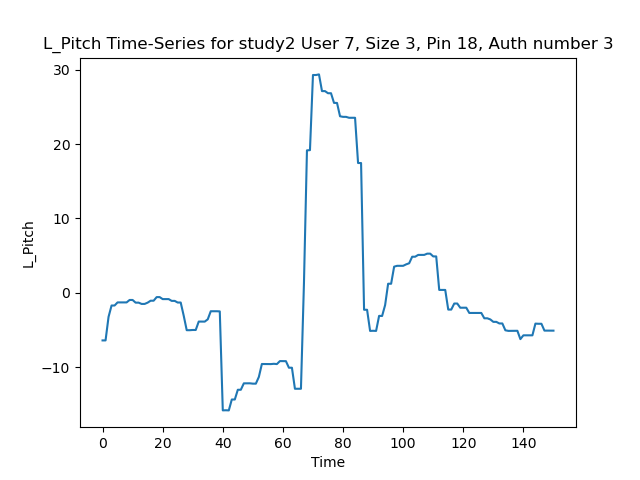 L_Pitch Time-Series for study2 User 7, Size 3, Pin 18, Auth number 3
30
20
10
0
−10
L_Pitch
0 20 40 60 80 100 120 140
Time